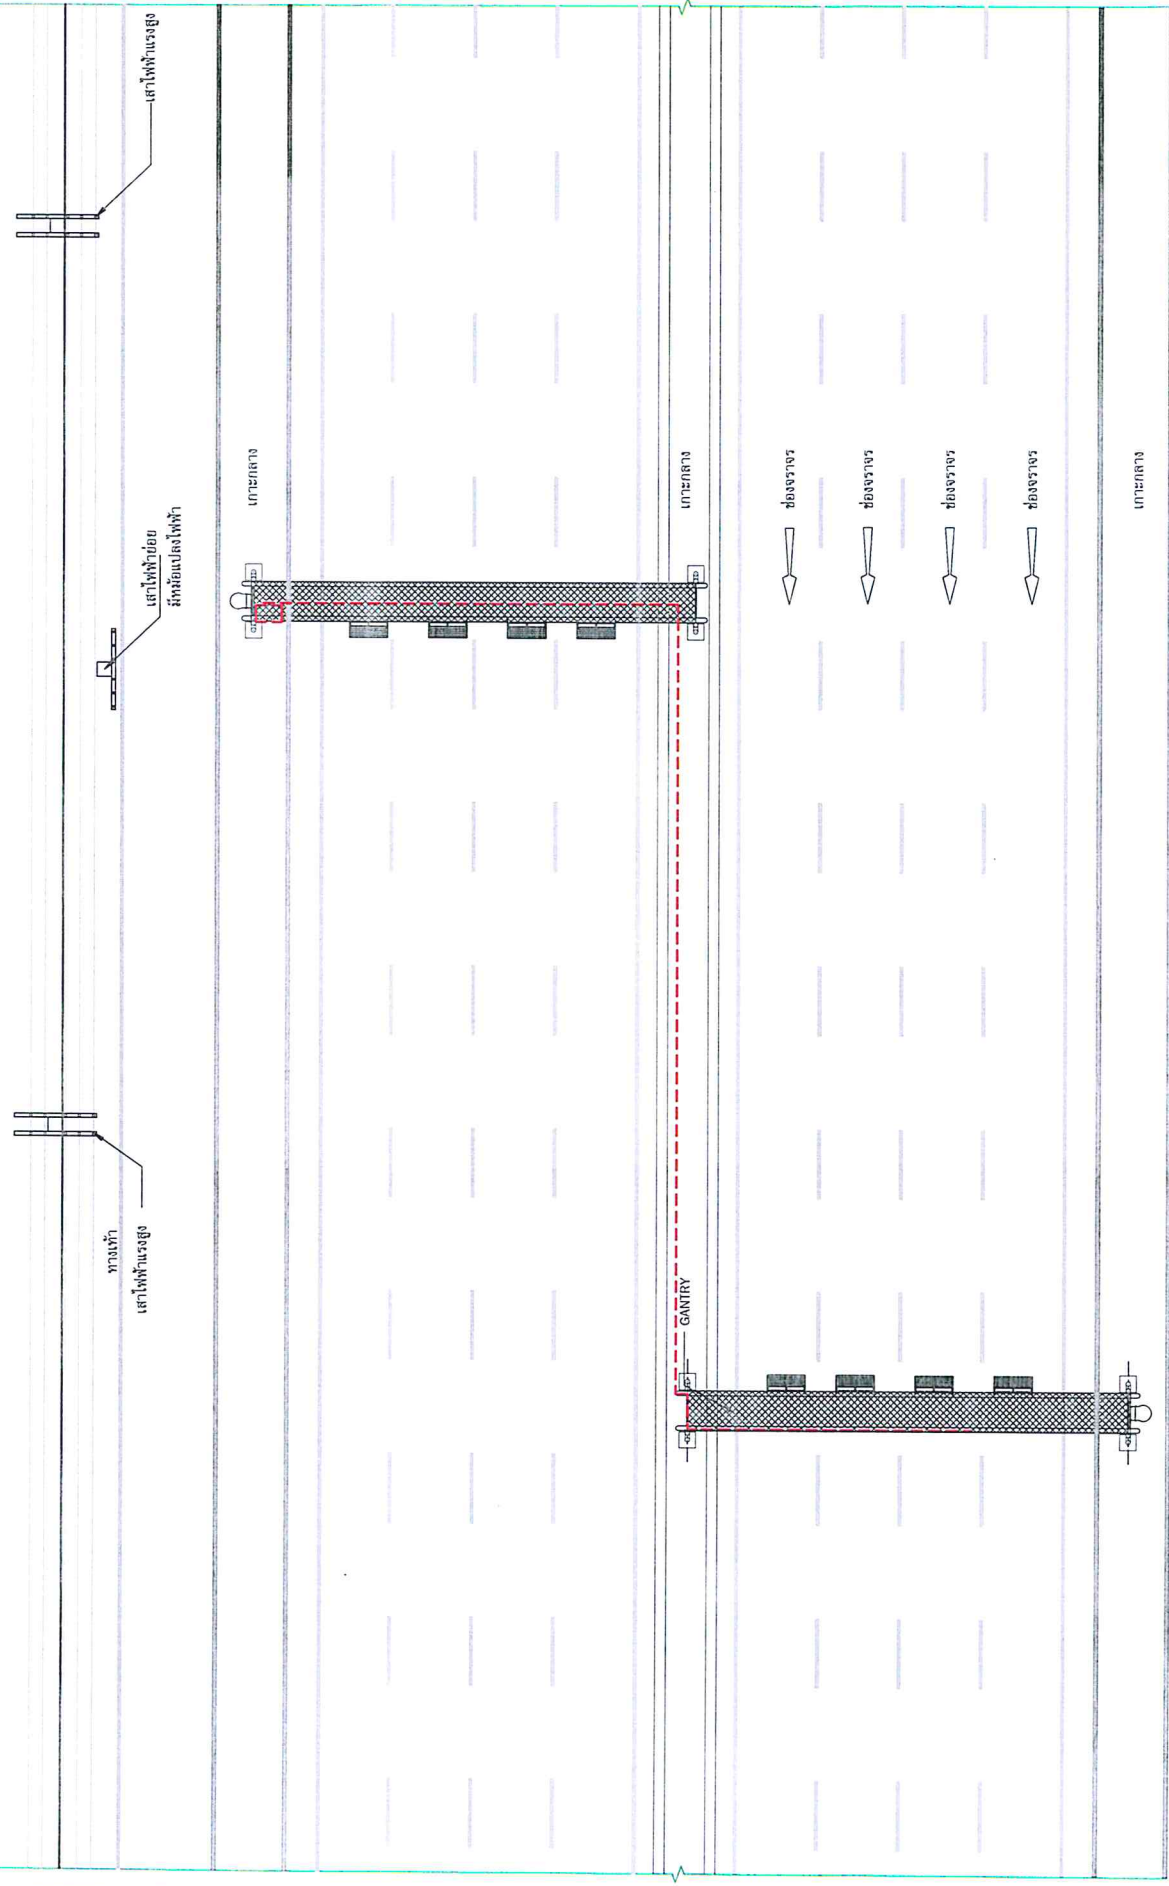 เสาไฟฟ้าแรงสูง
เสาไฟฟ้าย่อย
มีหม้อแปลงไฟฟ้า
ทางเท้า
เสาไฟฟ้าแรงสูง
เกาะกลาง
เกาะกลาง
GANTRY
ช่องจราจร
ช่องจราจร
ช่องจราจร
ช่องจราจร
เกาะกลาง